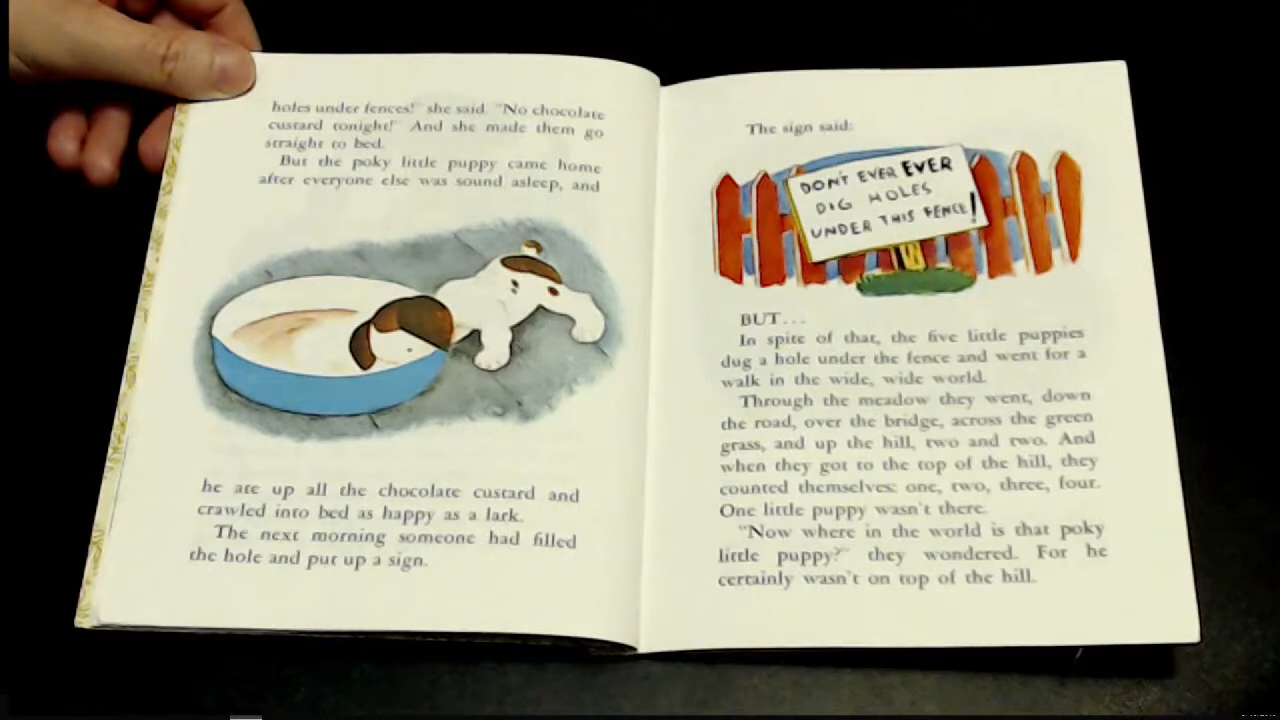 holes under fences!" she said. "No chocolate
custard tonight!" And she made them go
straight to bed.
But the poky little puppy came home
after everyone else was sound asleep, and
he ate up all the chocolate custard and
crawled into bed as happy as a lark.
The next morning someone had filled
the hole and put up a sign.
The sign said:
DON'T EVER EVER
DIG HOLES
UNDER THIS FENCE!
BUT...
In spite of that, the five little puppies
dug a hole under the fence and went for a
walk in the wide, wide world.
Through the meadow they went, down
the road, over the bridge, across the green
grass, and up the hill, two and two. And
when they got to the top of the hill, they
counted themselves: one, two, three, four.
One little puppy wasn't there.
"Now where in the world is that poky
little puppy?" they wondered. For he
certainly wasn't on top of the hill.